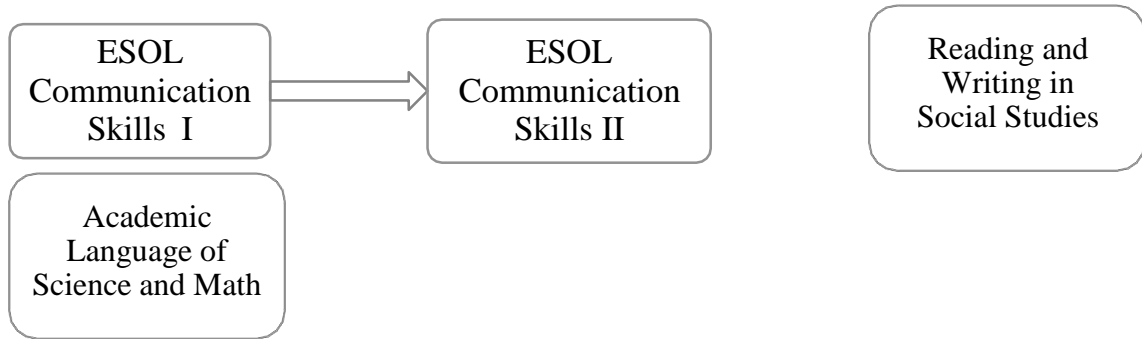 ESOL
Communication
Skills I
ESOL
Communication
Skills II
Reading and
Writing in
Social Studies
Academic
Language of
Science and Math